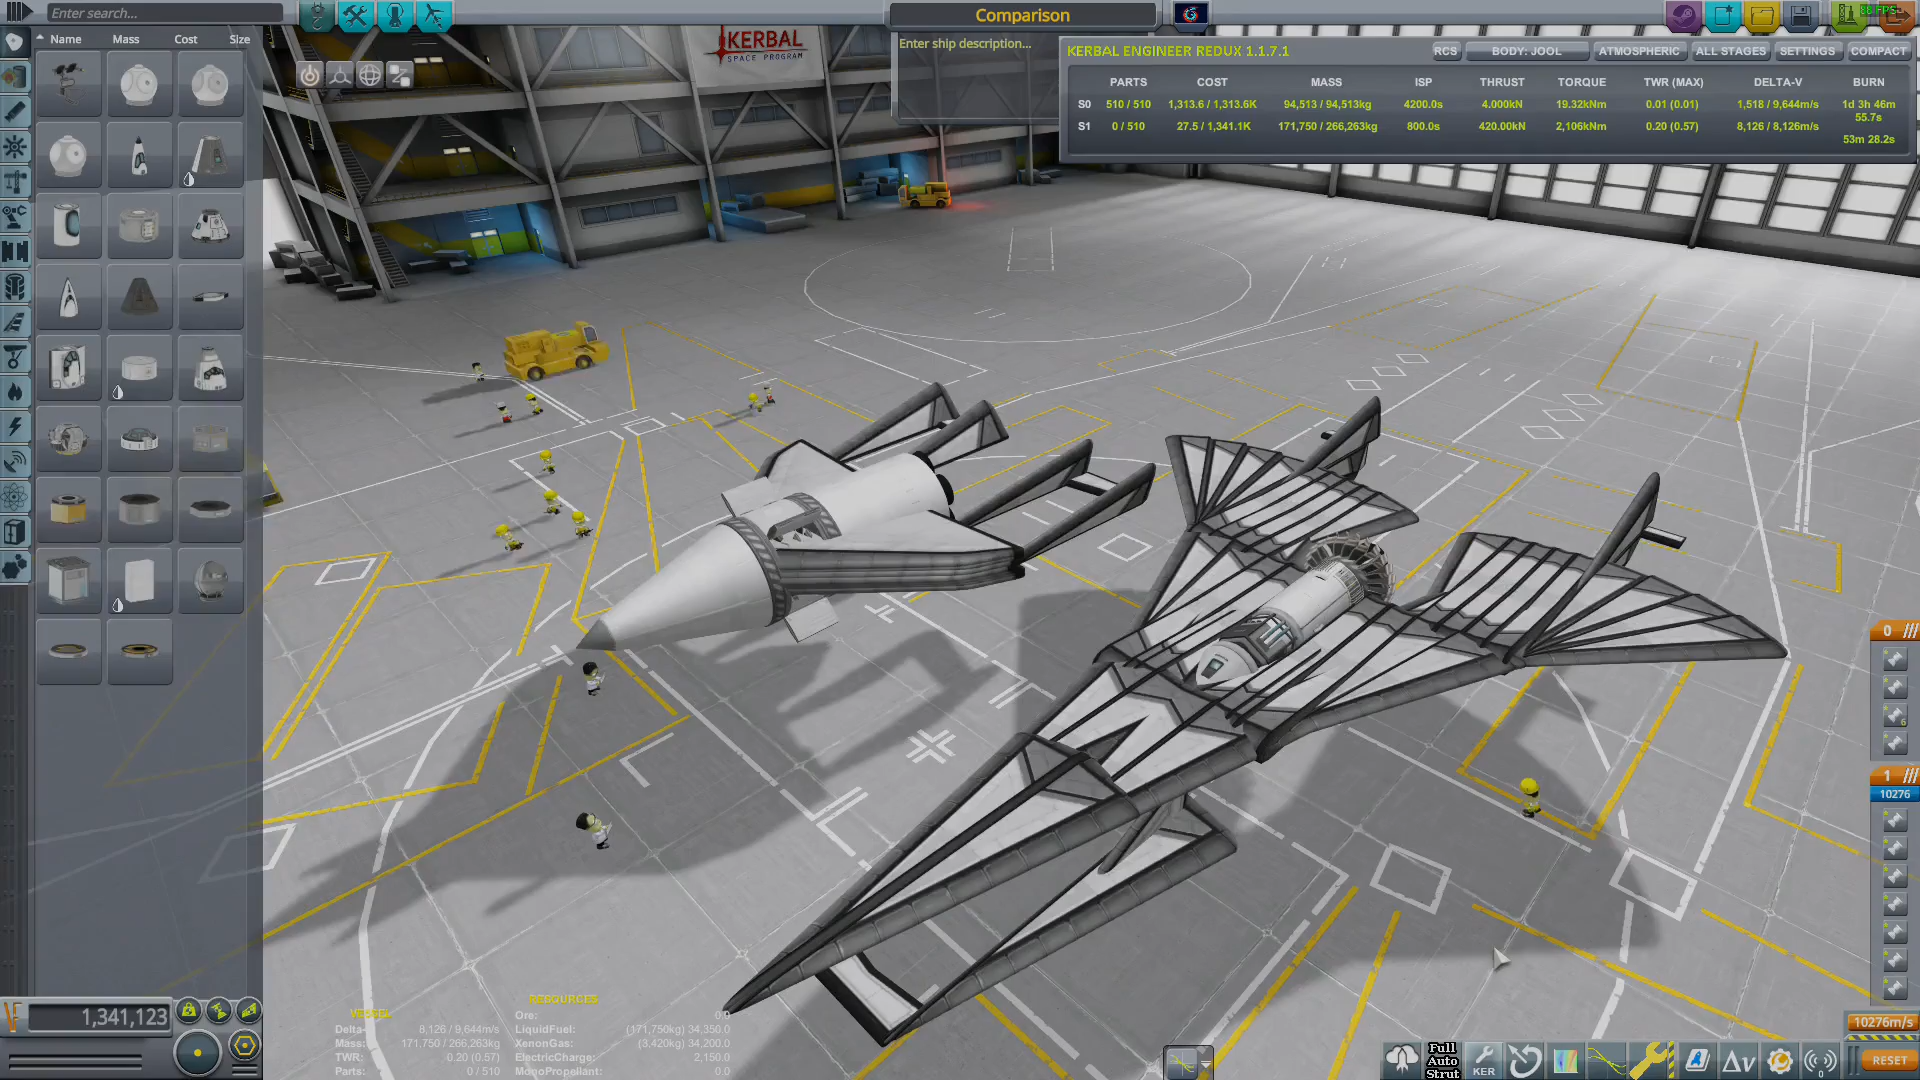 Enter search...
Name Mass Cost Size
KERBAL
SPACE PROGRAM
Comparison
Enter ship description...
KERBAL ENGINEER REDUX 1.1.7.1
RCS BODY: JOOL ATMOSPHERIC ALL STAGES SETTINGS COMPACT
PARTS COST MASS ISP THRUST TORQUE TWR (MAX) DELTA-V BURN
S0 510 / 510 1,313.6 / 1,313.6K 94,513 / 94,513kg 4200.0s 4.000kN 19.32kNm 0.01 (0.01) 1,518 / 9,644m/s 1d 3h 46m 55.7s
S1 0 / 510 27.5 / 1,341.1K 171,750 / 266,263kg 800.0s 420.00kN 2,106kNm 0.20 (0.57) 8,126 / 8,126m/s 53m 28.2s
0
6
1
10276
10276m/s
1,341,123
VESSEL
Delta- 8,126 / 9,644m/s
Mass: 171,750 / 266,263kg
TWR: 0.20 (0.57)
Parts: 0 / 510
RESOURCES
Ore: 0.0
LiquidFuel: (171,750kg) 34,350.0
XenonGas: (3,420kg) 34,200.0
ElectricCharge: 2,150.0
MonoPropellant: 0.0
Full
Auto
Strut
KER
Δv
0
RESET